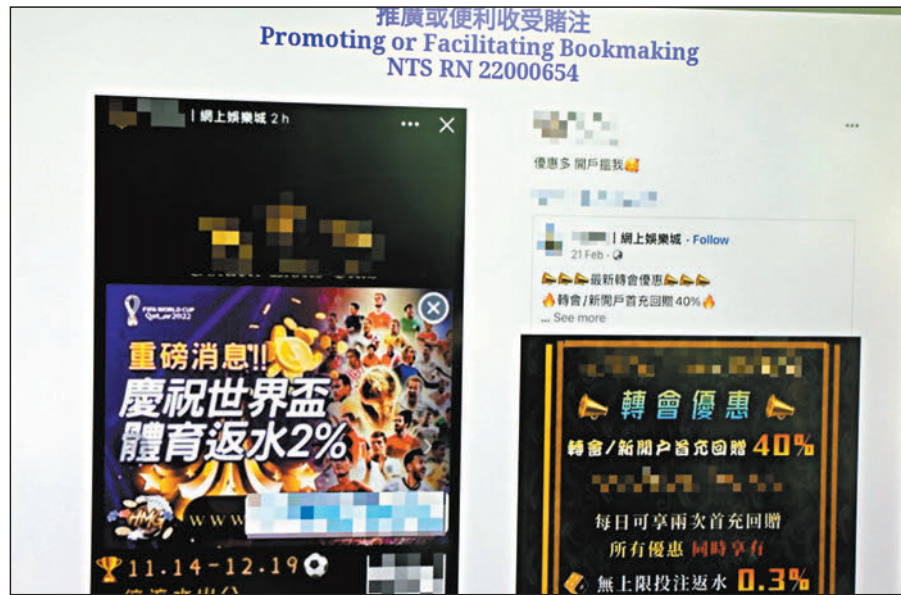 推廣或便利收受賭注
Promoting or Facilitating Bookmaking
NTS RN 22000654
|網上娛樂城 2 h
FIFA WORLD CUP
Qatar 2022
重磅消息!!
慶祝世界盃
體育返水2%
HMG
www
11.14-12.19
優惠多 開戶搵我🥰
|網上娛樂城 · Follow
21 Feb ·
📣📣📣最新轉會優惠📣📣📣
🔥轉會/新開戶首充回贈40%🔥
... See more
轉會優惠
轉會/新開戶首充回贈 40%
每日可享兩次首充回贈
所有優惠 同時享有
無上限投注返水 0.3%